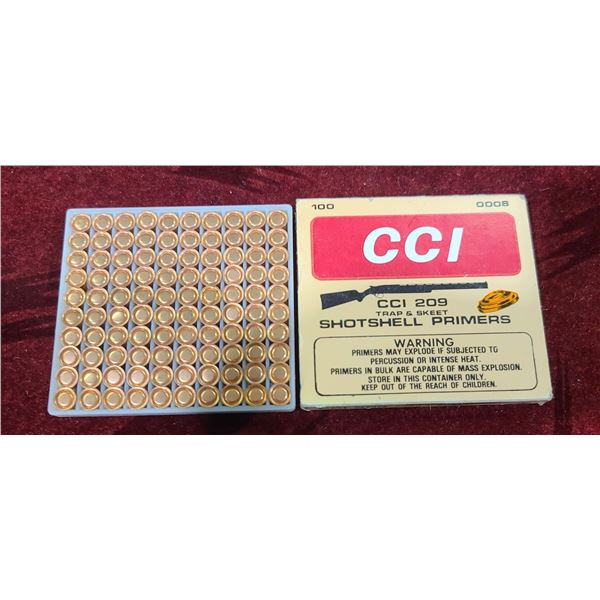 100 0008
CCI
CCI 209
TRAP & SKEET
SHOTSHELL PRIMERS
WARNING
PRIMERS MAY EXPLODE IF SUBJECTED TO
PERCUSSION OR INTENSE HEAT.
PRIMERS IN BULK ARE CAPABLE OF MASS EXPLOSION.
STORE IN THIS CONTAINER ONLY.
KEEP OUT OF THE REACH OF CHILDREN.